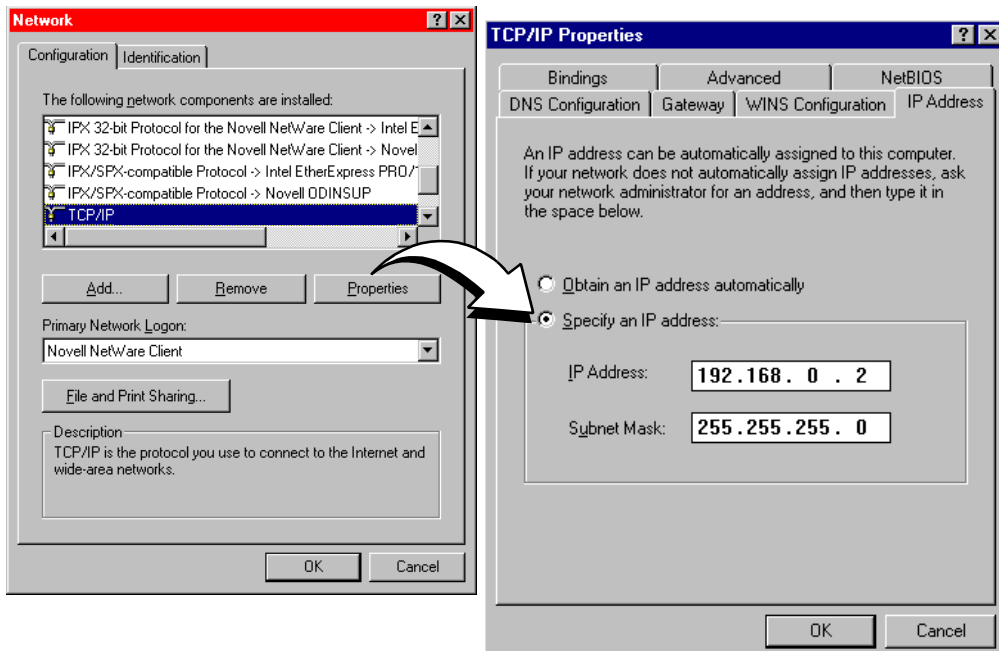 Network
Configuration
Identification
The following network components are installed:
IPX 32-bit Protocol for the Novell NetWare Client -> Intel E
IPX 32-bit Protocol for the Novell NetWare Client -> Novel
IPX/SPX-compatible Protocol -> Intel EtherExpress PRO/
IPX/SPX-compatible Protocol -> Novell ODINSUP
TCP/IP
Add...
Remove
Properties
Primary Network Logon:
Novell NetWare Client
File and Print Sharing...
Description
TCP/IP is the protocol you use to connect to the Internet and
wide-area networks.
OK
Cancel
TCP/IP Properties
Bindings
Advanced
NetBIOS
DNS Configuration
Gateway
WINS Configuration
IP Address
An IP address can be automatically assigned to this computer.
If your network does not automatically assign IP addresses, ask
your network administrator for an address, and then type it in
the space below.
Obtain an IP address automatically
Specify an IP address:
IP Address:
192.168. 0 . 2
Subnet Mask:
255.255.255. 0
OK
Cancel